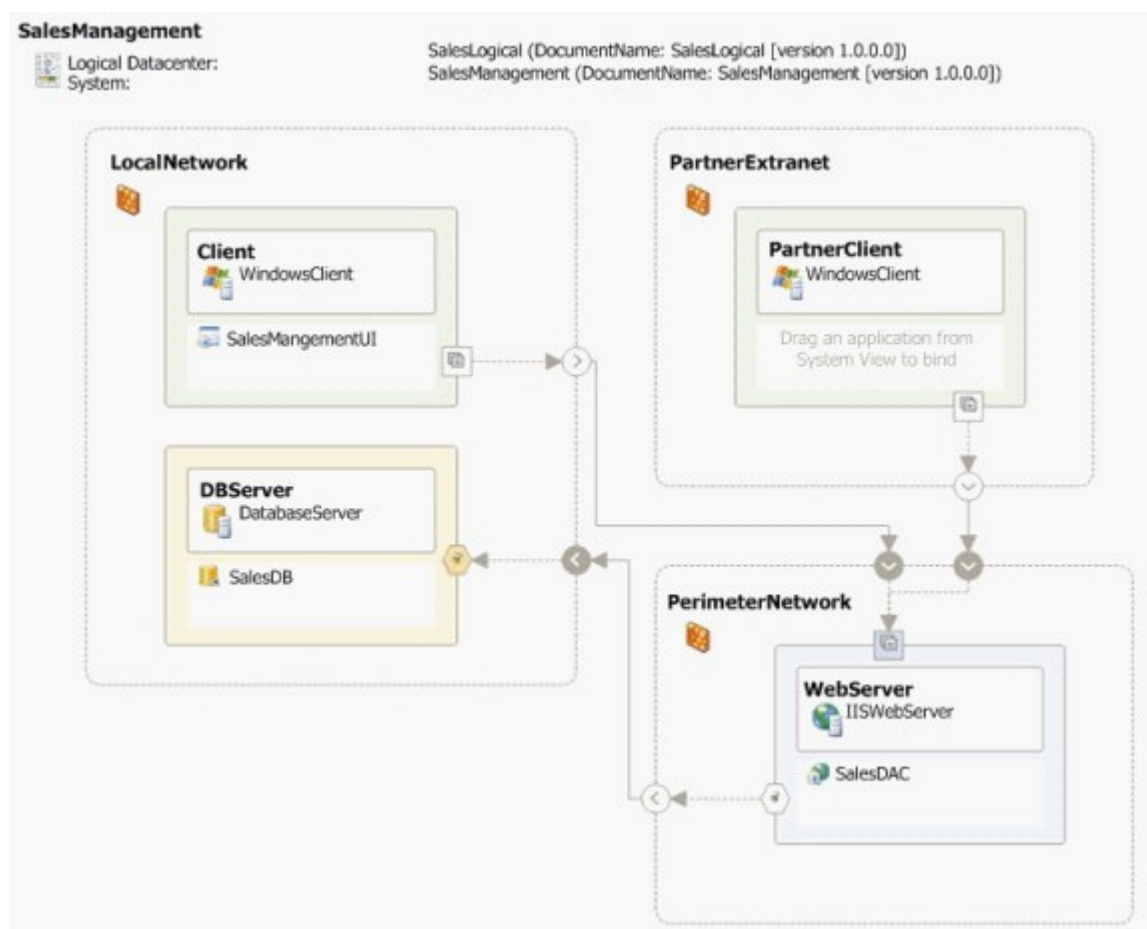 SalesManagement
Logical Datacenter:
System:
SalesLogical (DocumentName: SalesLogical [version 1.0.0.0])
SalesManagement (DocumentName: SalesManagement [version 1.0.0.0])
LocalNetwork
Client
WindowsClient
SalesMangementUI
DBServer
DatabaseServer
SalesDB
PartnerExtranet
PartnerClient
WindowsClient
Drag an application from
System View to bind
PerimeterNetwork
WebServer
IISWebServer
SalesDAC